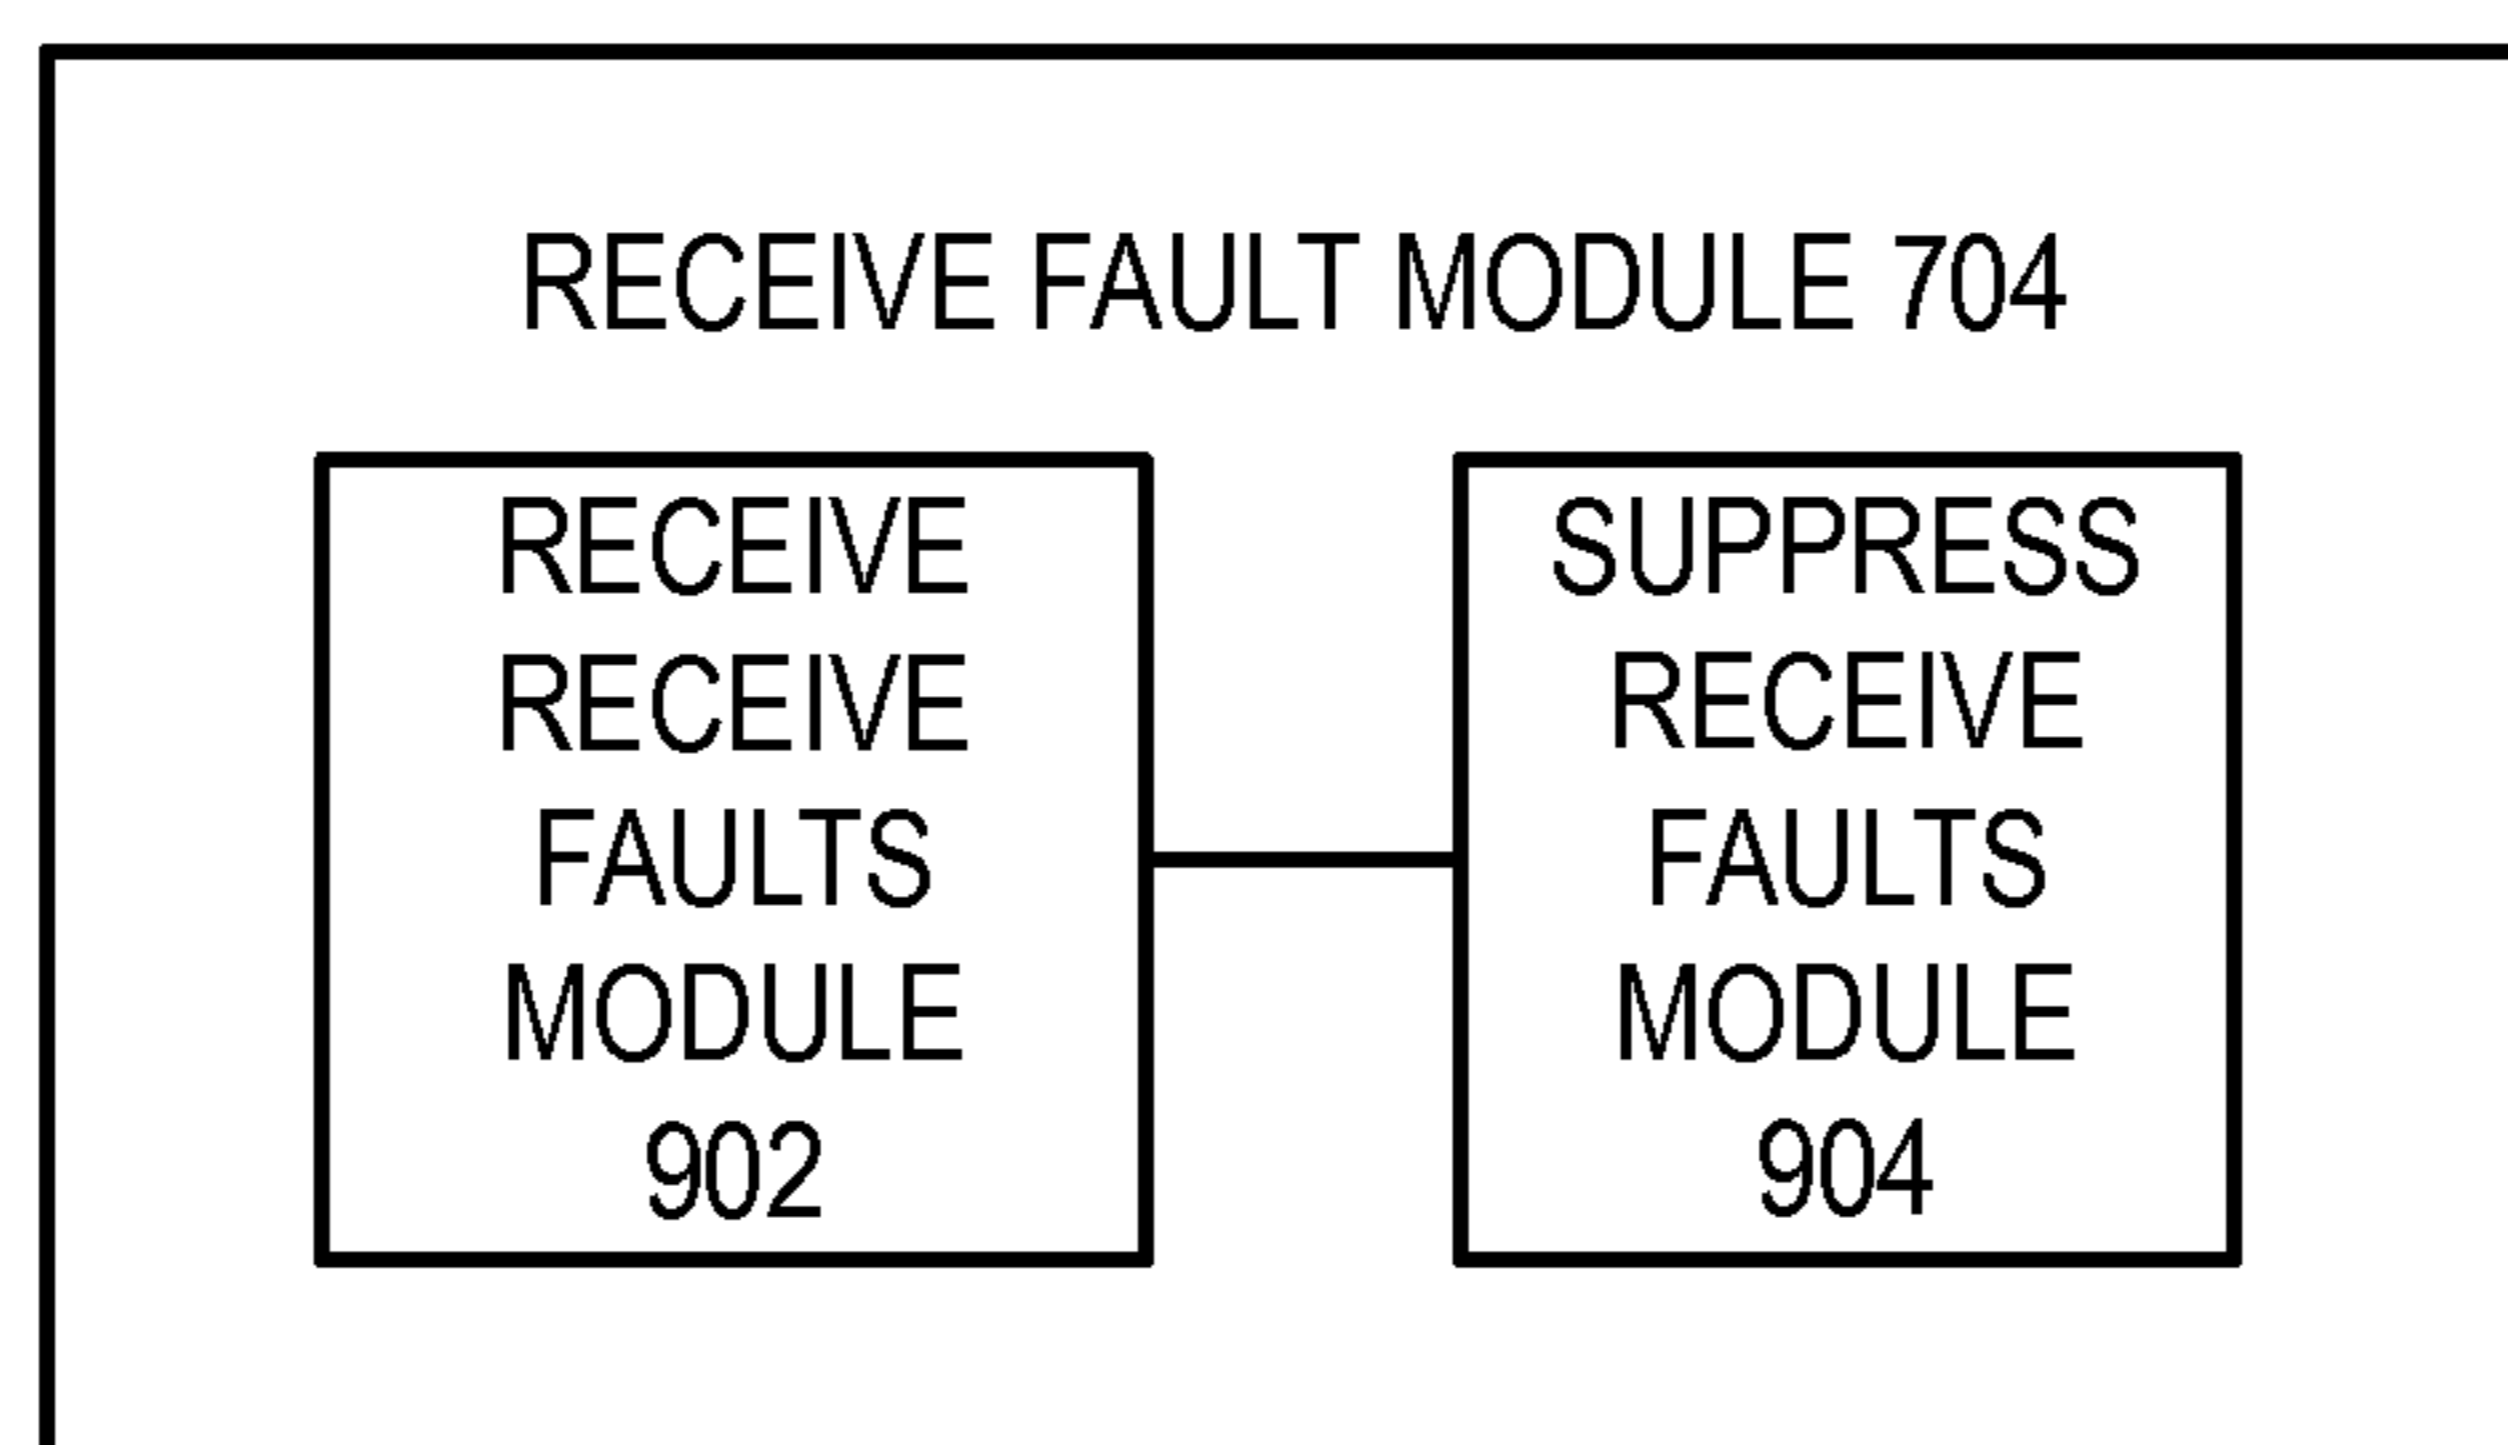 RECEIVE FAULT MODULE 704
RECEIVE
RECEIVE
FAULTS
MODULE
902
SUPPRESS
RECEIVE
FAULTS
MODULE
904